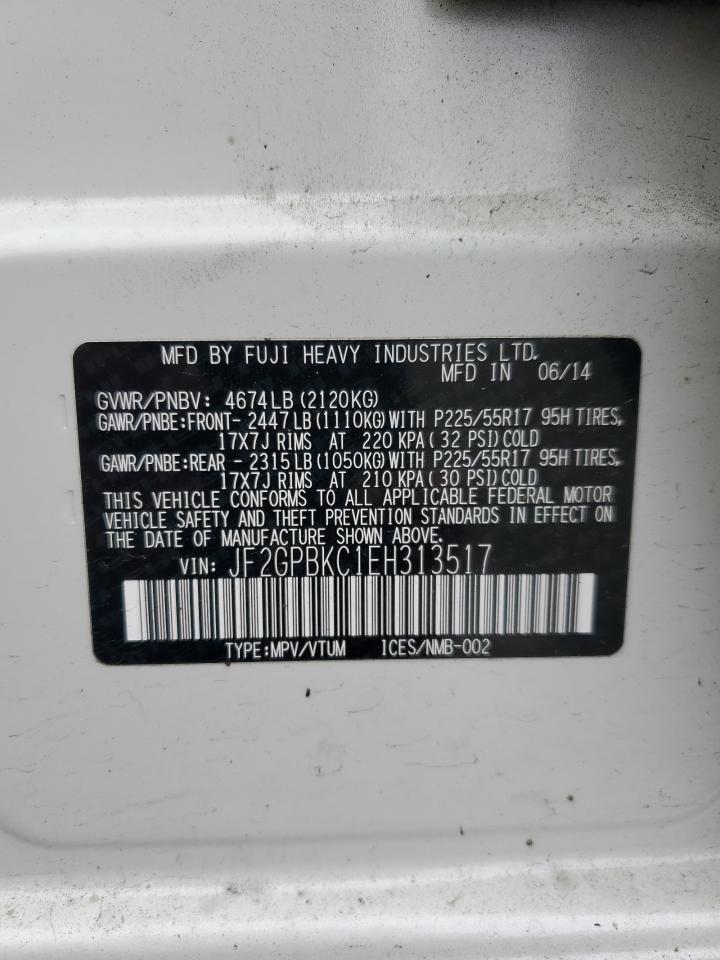 MFD BY FUJI HEAVY INDUSTRIES LTD.
MFD IN 06/14
GVWR/PNBV: 4674LB (2120KG)
GAWR/PNBE:FRONT- 2447LB (1110KG)WITH P225/55R17 95H TIRES,
17X7J RIMS AT 220 KPA( 32 PSI)COLD
GAWR/PNBE:REAR - 2315LB (1050KG)WITH P225/55R17 95H TIRES,
17X7J RIMS AT 210 KPA( 30 PSI)COLD
THIS VEHICLE CONFORMS TO ALL APPLICABLE FEDERAL MOTOR
VEHICLE SAFETY AND THEFT PREVENTION STANDARDS IN EFFECT ON
THE DATE OF MANUFACTURE SHOWN ABOVE.
VIN: JF2GPBKC1EH313517
TYPE:MPV/VTUM ICES/NMB-002